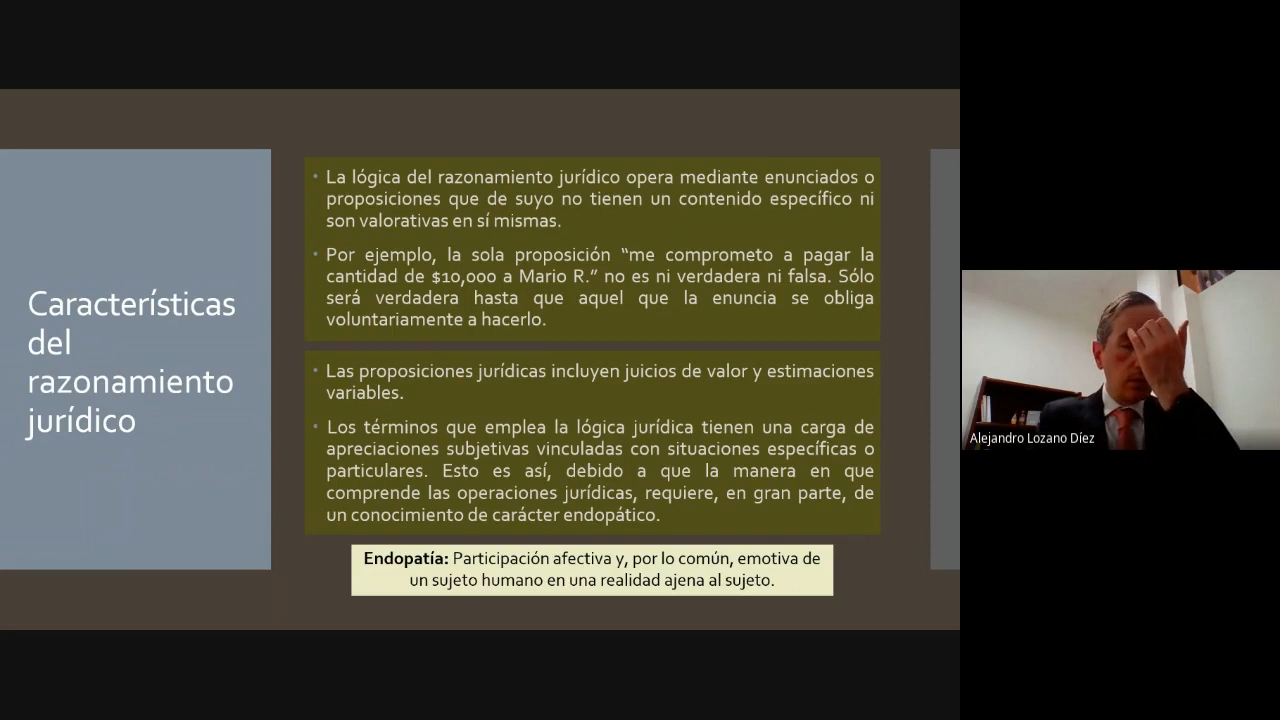 Características
del
razonamiento
jurídico
• La lógica del razonamiento jurídico opera mediante enunciados o
proposiciones que de suyo no tienen un contenido específico ni
son valorativas en sí mismas.
• Por ejemplo, la sola proposición “me comprometo a pagar la
cantidad de $10,000 a Mario R.” no es ni verdadera ni falsa. Sólo
será verdadera hasta que aquel que la enuncia se obliga
voluntariamente a hacerlo.
• Las proposiciones jurídicas incluyen juicios de valor y estimaciones
variables.
• Los términos que emplea la lógica jurídica tienen una carga de
apreciaciones subjetivas vinculadas con situaciones específicas o
particulares. Esto es así, debido a que la manera en que
comprende las operaciones jurídicas, requiere, en gran parte, de
un conocimiento de carácter endopático.
Endopatía: Participación afectiva y, por lo común, emotiva de
un sujeto humano en una realidad ajena al sujeto.
Alejandro Lozano Díez